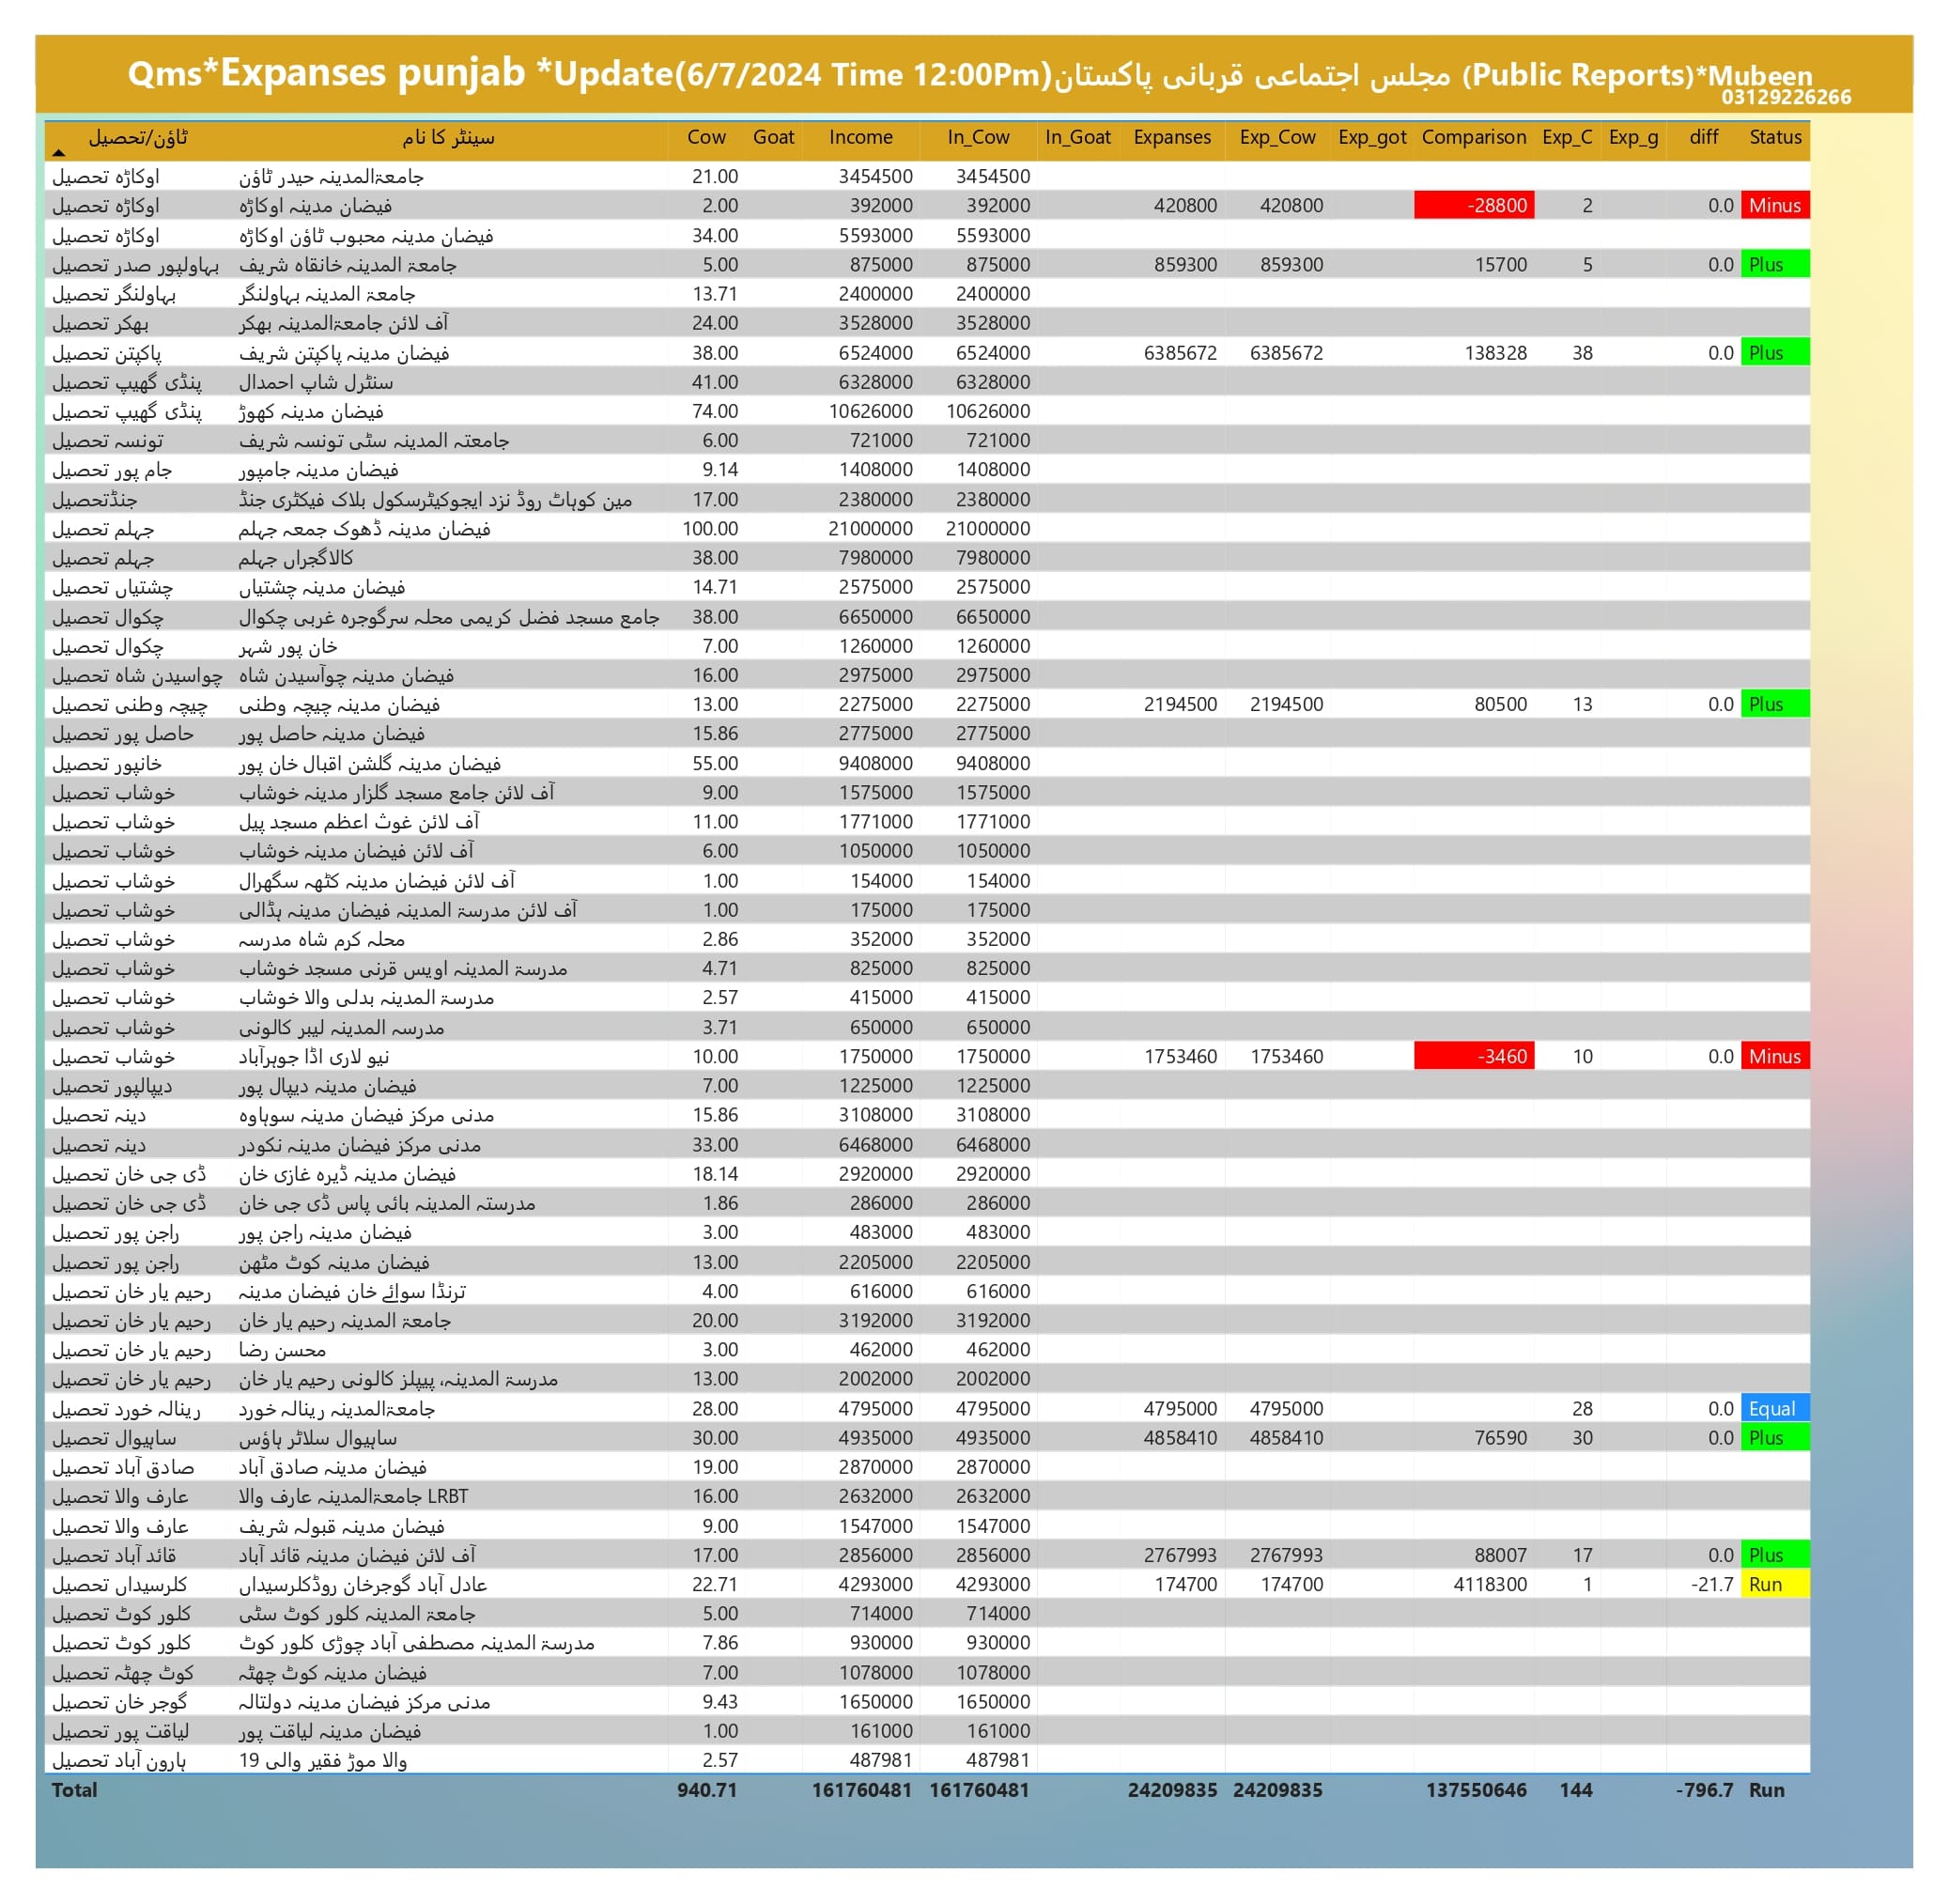 Qms*Expanses punjab *Update(6/7/2024 Time 12:00Pm)مجلس اجتماعی قربانی پاکستان (Public Reports)*Mubeen
03129226266
ٹاؤن/تحصیل سینٹر کا نام Cow Goat Income In_Cow In_Goat Expanses Exp_Cow Exp_got Comparison Exp_C Exp_g diff Status
اوکاڑہ تحصیل جامعۃالمدینہ حیدر ٹاؤن 21.00 3454500 3454500
اوکاڑہ تحصیل فیضان مدینہ اوکاڑہ 2.00 392000 392000 420800 420800 -28800 2 0.0 Minus
اوکاڑہ تحصیل فیضان مدینہ محبوب ٹاؤن اوکاڑہ 34.00 5593000 5593000
بہاولپور صدر تحصیل جامعۃ المدینہ خانقاہ شریف 5.00 875000 875000 859300 859300 15700 5 0.0 Plus
بہاولنگر تحصیل جامعۃ المدینہ بہاولنگر 13.71 2400000 2400000
بھکر تحصیل آف لائن جامعۃالمدینہ بھکر 24.00 3528000 3528000
پاکپتن تحصیل فیضان مدینہ پاکپتن شریف 38.00 6524000 6524000 6385672 6385672 138328 38 0.0 Plus
پنڈی گھیپ تحصیل سنٹرل شاپ احمدال 41.00 6328000 6328000
پنڈی گھیپ تحصیل فیضان مدینہ کھوڑ 74.00 10626000 10626000
تونسہ تحصیل جامعتہ المدینہ سٹی تونسہ شریف 6.00 721000 721000
جام پور تحصیل فیضان مدینہ جامپور 9.14 1408000 1408000
جنڈتحصیل مین کوہاٹ روڈ نزد ایجوکیٹرسکول بلاک فیکٹری جنڈ 17.00 2380000 2380000
جہلم تحصیل فیضان مدینہ ڈھوک جمعہ جہلم 100.00 21000000 21000000
جہلم تحصیل کالاگجراں جہلم 38.00 7980000 7980000
چشتیاں تحصیل فیضان مدینہ چشتیاں 14.71 2575000 2575000
چکوال تحصیل جامع مسجد فضل کریمی محلہ سرگوجرہ غربی چکوال 38.00 6650000 6650000
چکوال تحصیل خان پور شہر 7.00 1260000 1260000
چواسیدن شاہ تحصیل فیضان مدینہ چوآسیدن شاہ 16.00 2975000 2975000
چیچہ وطنی تحصیل فیضان مدینہ چیچہ وطنی 13.00 2275000 2275000 2194500 2194500 80500 13 0.0 Plus
حاصل پور تحصیل فیضان مدینہ حاصل پور 15.86 2775000 2775000
خانپور تحصیل فیضان مدینہ گلشن اقبال خان پور 55.00 9408000 9408000
خوشاب تحصیل آف لائن جامع مسجد گلزار مدینہ خوشاب 9.00 1575000 1575000
خوشاب تحصیل آف لائن غوث اعظم مسجد پیل 11.00 1771000 1771000
خوشاب تحصیل آف لائن فیضان مدینہ خوشاب 6.00 1050000 1050000
خوشاب تحصیل آف لائن فیضان مدینہ کٹھہ سگھرال 1.00 154000 154000
خوشاب تحصیل آف لائن مدرسۃ المدینہ فیضان مدینہ ہڈالی 1.00 175000 175000
خوشاب تحصیل محلہ کرم شاہ مدرسہ 2.86 352000 352000
خوشاب تحصیل مدرسۃ المدینہ اویس قرنی مسجد خوشاب 4.71 825000 825000
خوشاب تحصیل مدرسۃ المدینہ بدلی والا خوشاب 2.57 415000 415000
خوشاب تحصیل مدرسہ المدینہ لیبر کالونی 3.71 650000 650000
خوشاب تحصیل نیو لاری اڈا جوہرآباد 10.00 1750000 1750000 1753460 1753460 -3460 10 0.0 Minus
دیپالپور تحصیل فیضان مدینہ دیپال پور 7.00 1225000 1225000
دینہ تحصیل مدنی مرکز فیضان مدینہ سوہاوہ 15.86 3108000 3108000
دینہ تحصیل مدنی مرکز فیضان مدینہ نکودر 33.00 6468000 6468000
ڈی جی خان تحصیل فیضان مدینہ ڈیرہ غازی خان 18.14 2920000 2920000
ڈی جی خان تحصیل مدرستہ المدینہ بائی پاس ڈی جی خان 1.86 286000 286000
راجن پور تحصیل فیضان مدینہ راجن پور 3.00 483000 483000
راجن پور تحصیل فیضان مدینہ کوٹ مٹھن 13.00 2205000 2205000
رحیم یار خان تحصیل ترنڈا سوائے خان فیضان مدینہ 4.00 616000 616000
رحیم یار خان تحصیل جامعۃ المدینہ رحیم یار خان 20.00 3192000 3192000
رحیم یار خان تحصیل محسن رضا 3.00 462000 462000
رحیم یار خان تحصیل مدرسۃ المدینہ، پیپلز کالونی رحیم یار خان 13.00 2002000 2002000
رینالہ خورد تحصیل جامعۃالمدینہ رینالہ خورد 28.00 4795000 4795000 4795000 4795000 28 0.0 Equal
ساہیوال تحصیل ساہیوال سلاٹر ہاؤس 30.00 4935000 4935000 4858410 4858410 76590 30 0.0 Plus
صادق آباد تحصیل فیضان مدینہ صادق آباد 19.00 2870000 2870000
عارف والا تحصیل جامعۃالمدینہ عارف والا LRBT 16.00 2632000 2632000
عارف والا تحصیل فیضان مدینہ قبولہ شریف 9.00 1547000 1547000
قائد آباد تحصیل آف لائن فیضان مدینہ قائد آباد 17.00 2856000 2856000 2767993 2767993 88007 17 0.0 Plus
کلرسیداں تحصیل عادل آباد گوجرخان روڈکلرسیداں 22.71 4293000 4293000 174700 174700 4118300 1 -21.7 Run
کلور کوٹ تحصیل جامعۃ المدینہ کلور کوٹ سٹی 5.00 714000 714000
کلور کوٹ تحصیل مدرسۃ المدینہ مصطفی آباد چوڑی کلور کوٹ 7.86 930000 930000
کوٹ چھٹہ تحصیل فیضان مدینہ کوٹ چھٹہ 7.00 1078000 1078000
گوجر خان تحصیل مدنی مرکز فیضان مدینہ دولتالہ 9.43 1650000 1650000
لیاقت پور تحصیل فیضان مدینہ لیاقت پور 1.00 161000 161000
ہارون آباد تحصیل والا موڑ فقیر والی 19 2.57 487981 487981
Total 940.71 161760481 161760481 24209835 24209835 137550646 144 -796.7 Run